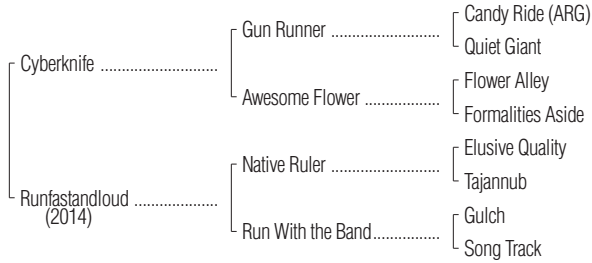 Candy Ride (ARG)
Gun Runner ....................
Quiet Giant
Cyberknife ......................
Flower Alley
Awesome Flower ..............
Formalities Aside
Elusive Quality
Native Ruler ....................
Tajannub
Runfastandloud ................
(2014)
Gulch
Run With the Band.............
Song Track